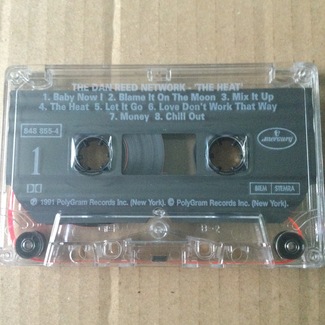 THE DAN REED NETWORK - 'THE HEAT'
1. Baby Now I  2. Blame It On The Moon  3. Mix It Up
4. The Heat  5. Let It Go  6. Love Don't Work That Way
7. Money  8. Chill Out
848 855-4
mercury
1
BIEM STEMRA
℗ 1991 PolyGram Records Inc. (New York). © PolyGram Records Inc. (New York).